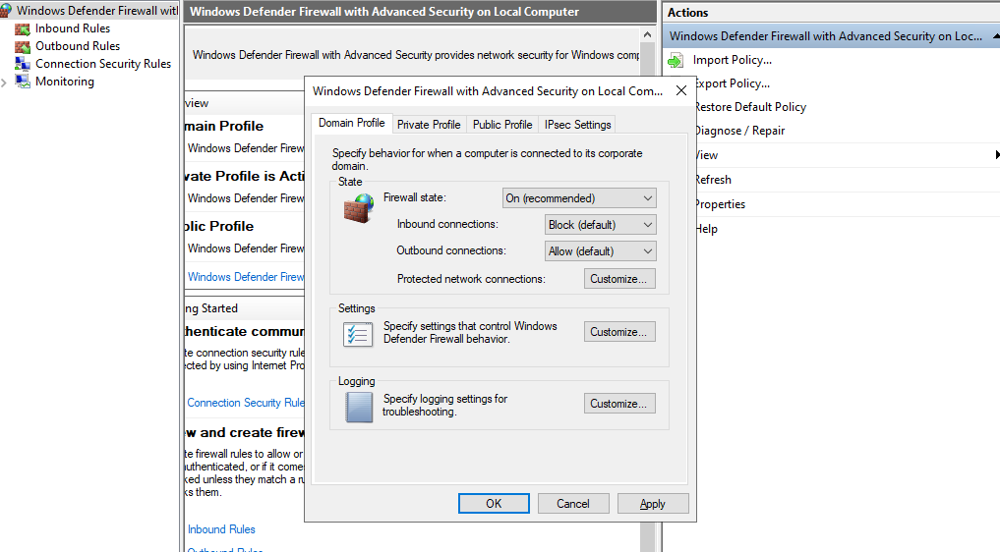 Windows Defender Firewall wit
Inbound Rules
Outbound Rules
Connection Security Rules
Monitoring
Windows Defender Firewall with Advanced Security on Local Computer
Windows Defender Firewall with Advanced Security provides network security for Windows comp
view
main Profile
Windows Defender Firew
vate Profile is Acti
Windows Defender Firew
blic Profile
Windows Defender Firew
Windows Defender Firew
ng Started
thenticate commun
te connection security rule
ected by using Internet Pro
Connection Security Rule
w and create firew
te firewall rules to allow or
uthenticated, or if it comes
ked unless they match a ru
ks them.
Inbound Rules
Outbound Rules
Windows Defender Firewall with Advanced Security on Local Com...
Domain Profile
Private Profile
Public Profile
IPsec Settings
Specify behavior for when a computer is connected to its corporate
domain.
State
Firewall state:
On (recommended)
Inbound connections:
Block (default)
Outbound connections:
Allow (default)
Protected network connections:
Customize...
Settings
Specify settings that control Windows
Defender Firewall behavior.
Customize...
Logging
Specify logging settings for
troubleshooting.
Customize...
OK
Cancel
Apply
Actions
Windows Defender Firewall with Advanced Security on Loc...
Import Policy...
Export Policy...
Restore Default Policy
Diagnose / Repair
View
Refresh
Properties
Help